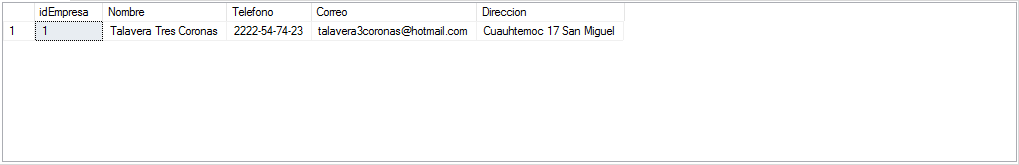 idEmpresa Nombre Telefono Correo Direccion
1 1 Talavera Tres Coronas 2222-54-74-23 talavera3coronas@hotmail.com Cuauhtemoc 17 San Miguel